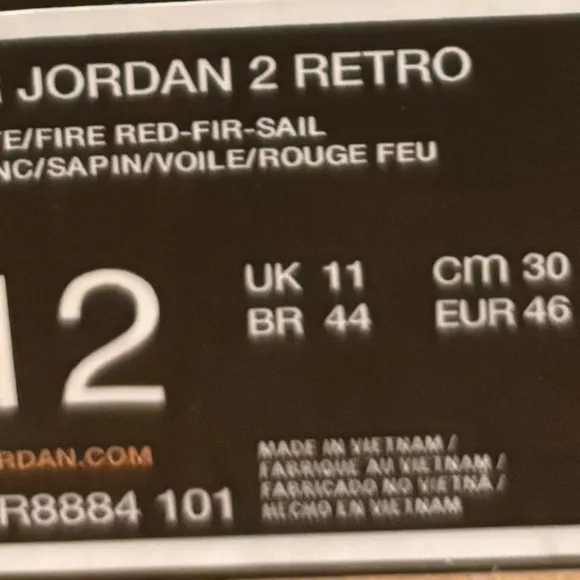 JORDAN 2 RETRO
TE/FIRE RED-FIR-SAIL
NC/SAPIN/VOILE/ROUGE FEU
12
UK 11
cm 30
BR 44
EUR 46
RDAN.COM
R8884 101
MADE IN VIETNAM /
FABRIQUE AU VIETNAM /
FABRICADO NO VIETNÃ /
HECHO EN VIETNAM